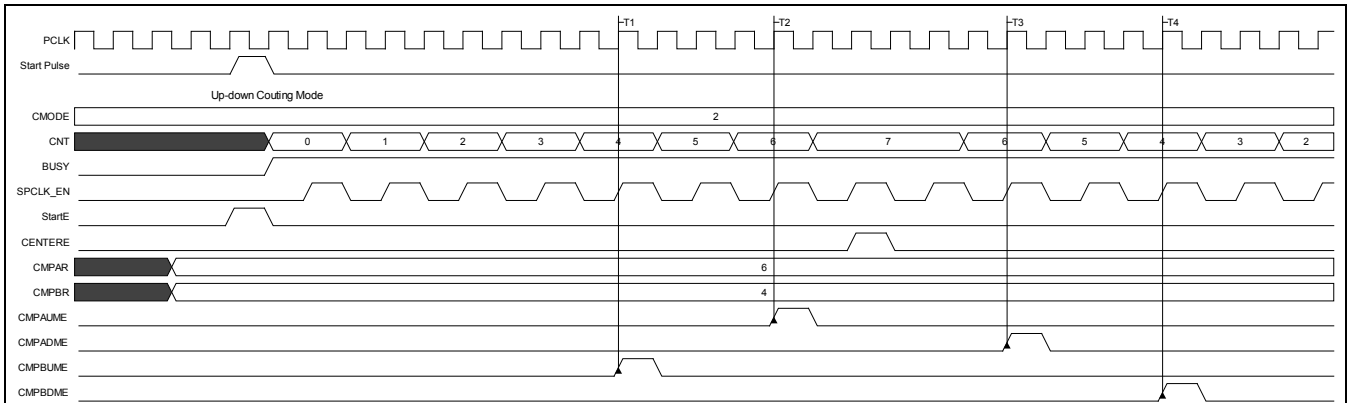 T1 T2 T3 T4
PCLK
Start Pulse
Up-down Couting Mode
CMODE 2
CNT 0 1 2 3 4 5 6 7 6 5 4 3 2
BUSY
SPCLK_EN
StartE
CENTERE
CMPAR 6
CMPBR 4
CMPAUME
CMPADME
CMPBUME
CMPBDME